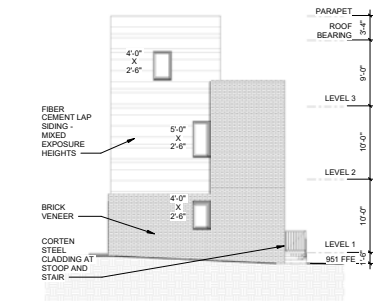 PARAPET
3'-4"
ROOF
BEARING
4'-0"
X
2'-6"
9'-0"
LEVEL 3
FIBER
CEMENT LAP
SIDING -
MIXED
EXPOSURE
HEIGHTS
5'-0"
X
2'-6"
10'-0"
LEVEL 2
4'-0"
X
2'-6"
BRICK
VENEER
10'-0"
CORTEN
STEEL
CLADDING AT
STOOP AND
STAIR
LEVEL 1
951 FFE
1'-6"